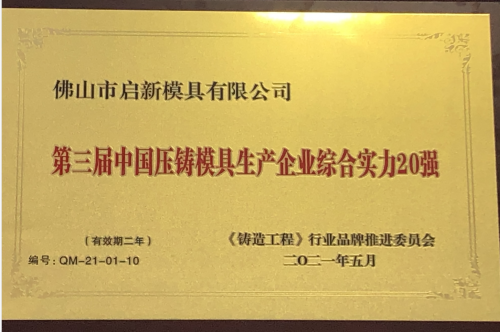 佛山市启新模具有限公司
第三届中国压铸模具生产企业综合实力20强
（有效期二年）
《铸造工程》行业品牌推进委员会
编号：QM-21-01-10
二〇二一年五月